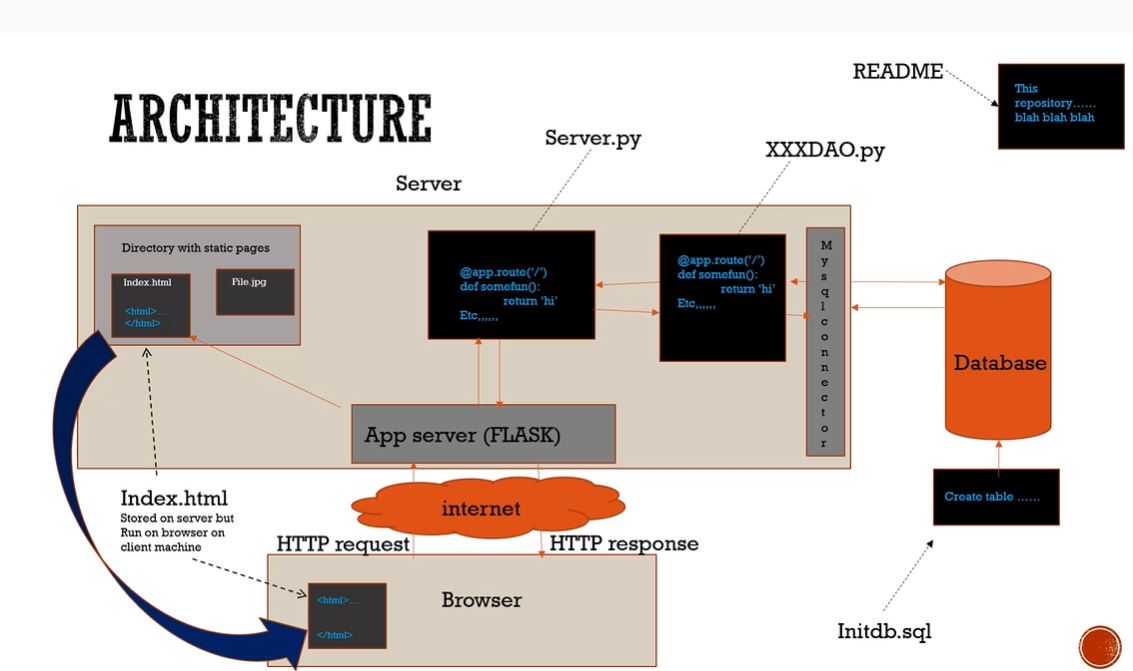 ARCHITECTURE
README
This
repository……
blah blah blah
Server.py
XXXDAO.py
Server
Directory with static pages
Index.html
<html>….
</html>
File.jpg
@app.route('/')
def somefun():
return 'hi'
Etc,,,,,,
@app.route('/')
def somefun():
return 'hi'
Etc,,,,,,
Mysqlconnector
Database
App server (FLASK)
Create table ……
Index.html
Stored on server but
Run on browser on
client machine
internet
HTTP request
HTTP response
Browser
<html>….
</html>
Initdb.sql